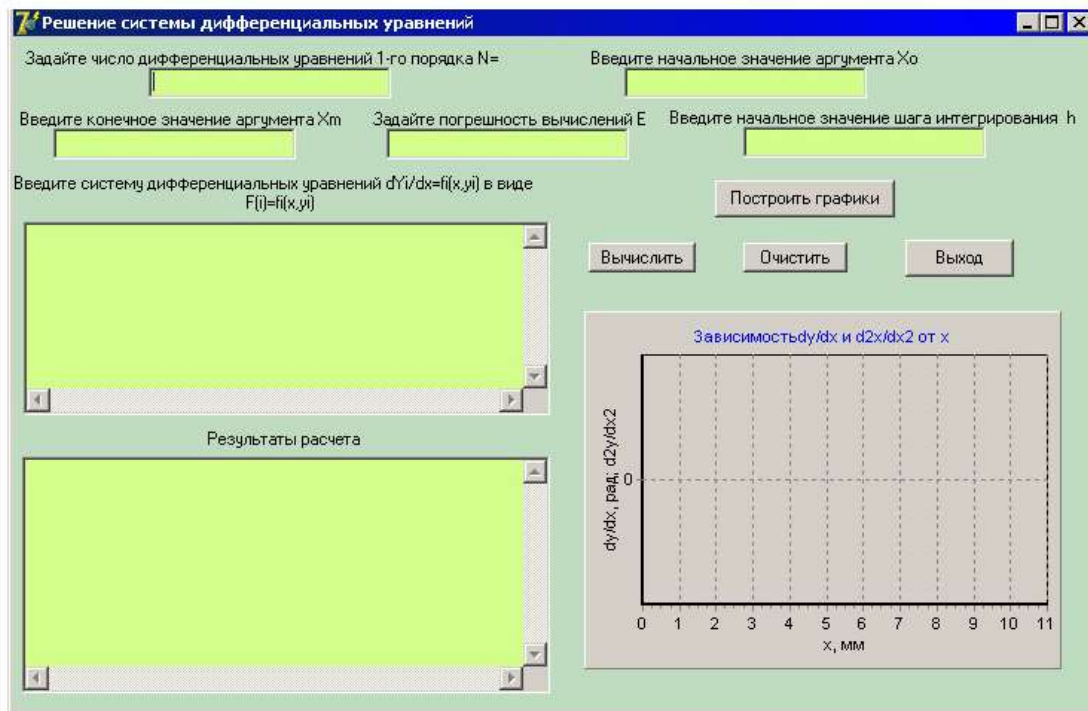 Решение системы дифференциальных уравнений
Задайте число дифференциальных уравнений 1-го порядка N=
Введите начальное значение аргумента Xo
Введите конечное значение аргумента Xm
Задайте погрешность вычислений E
Введите начальное значение шага интегрирования h
Введите систему дифференциальных уравнений dYi/dx=fi(x,yi) в виде
F(i)=fi(x,yi)
Построить графики
Вычислить
Очистить
Выход
Зависимостьdy/dx и d2x/dx2 от x
dy/dx, рад; d2y/dx2
0
0 1 2 3 4 5 6 7 8 9 10 11
x, мм
Результаты расчета